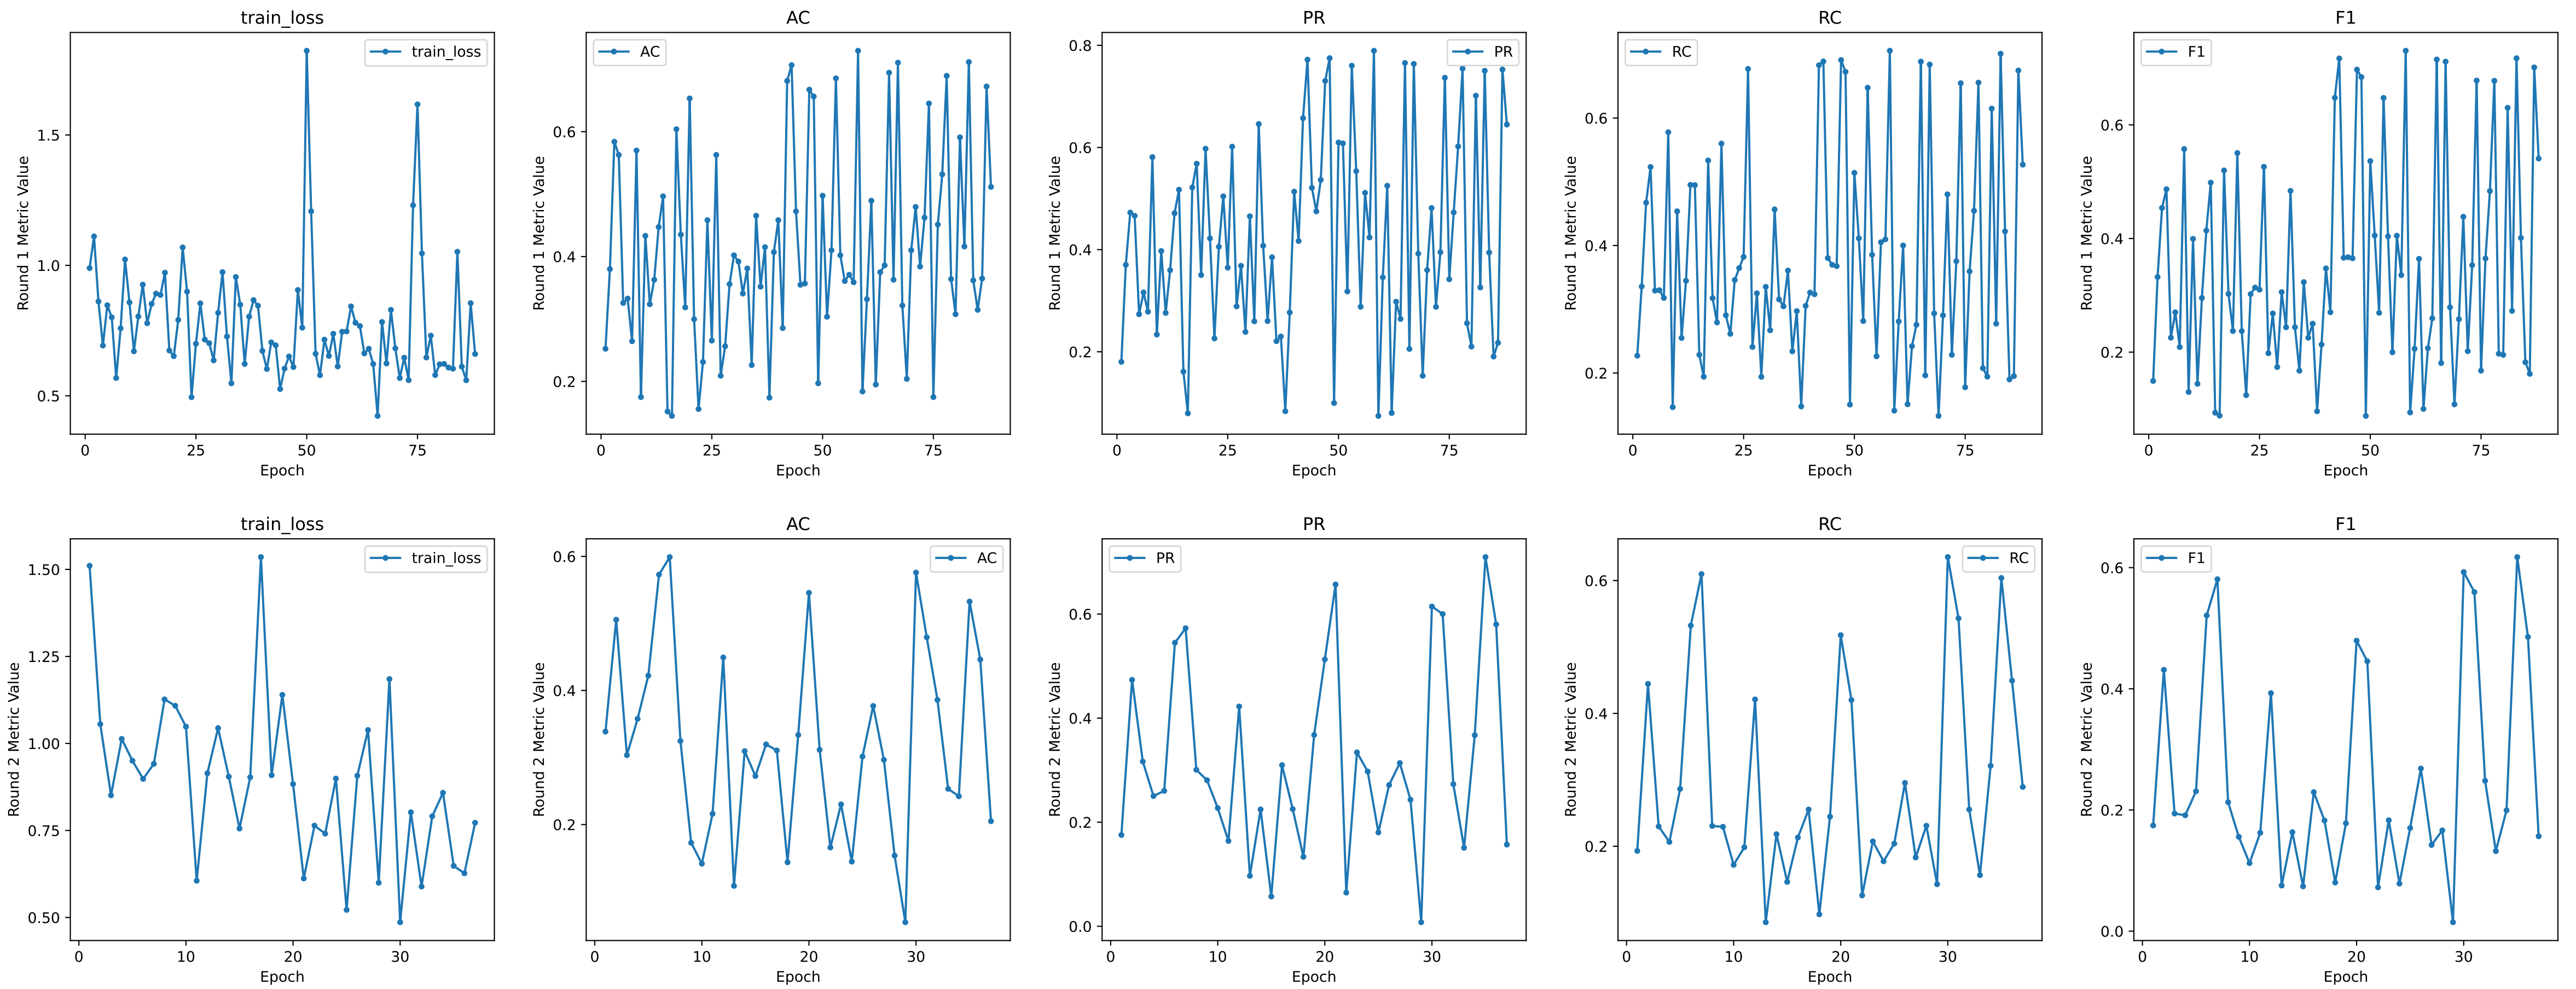 train_loss
train_loss
Round 1 Metric Value
1.5
1.0
0.5
0 25 50 75
Epoch
AC
AC
Round 1 Metric Value
0.6
0.4
0.2
0 25 50 75
Epoch
PR
PR
Round 1 Metric Value
0.8
0.6
0.4
0.2
0 25 50 75
Epoch
RC
RC
Round 1 Metric Value
0.6
0.4
0.2
0 25 50 75
Epoch
F1
F1
Round 1 Metric Value
0.6
0.4
0.2
0 25 50 75
Epoch
train_loss
train_loss
Round 2 Metric Value
1.50
1.25
1.00
0.75
0.50
0 10 20 30
Epoch
AC
AC
Round 2 Metric Value
0.6
0.4
0.2
0 10 20 30
Epoch
PR
PR
Round 2 Metric Value
0.6
0.4
0.2
0.0
0 10 20 30
Epoch
RC
RC
Round 2 Metric Value
0.6
0.4
0.2
0 10 20 30
Epoch
F1
F1
Round 2 Metric Value
0.6
0.4
0.2
0.0
0 10 20 30
Epoch